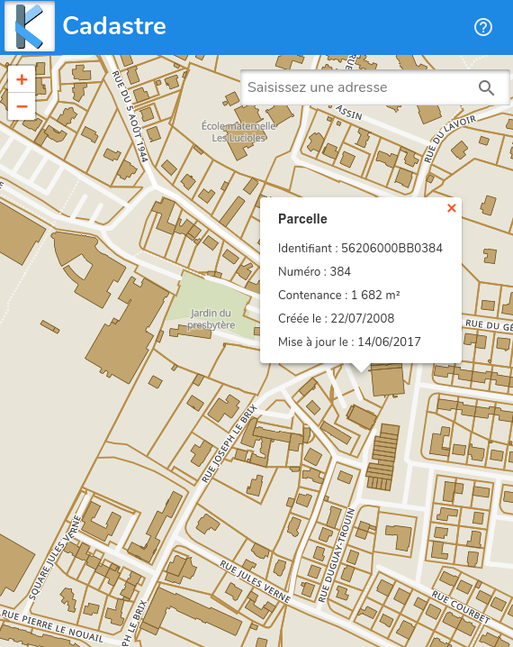 Cadastre
+
−
Saisissez une adresse
RUE DU 5 AOÛT 1944
ASSIN
RUE DU LAVOIR
École maternelle
Les Lucioles
Parcelle
Identifiant : 56206000BB0384
Numéro : 384
Contenance : 1 682 m²
Créée le : 22/07/2008
Mise à jour le : 14/06/2017
Jardin du
presbytère
RUE DU GÉ
RUE JOSEPH LE BRIX
SQUARE JULES VERNE
RUE DUGUAY-TROUIN
RUE JULES VERNE
RUE COURBET
RUE PIERRE LE NOUAIL
PH LE BRIX